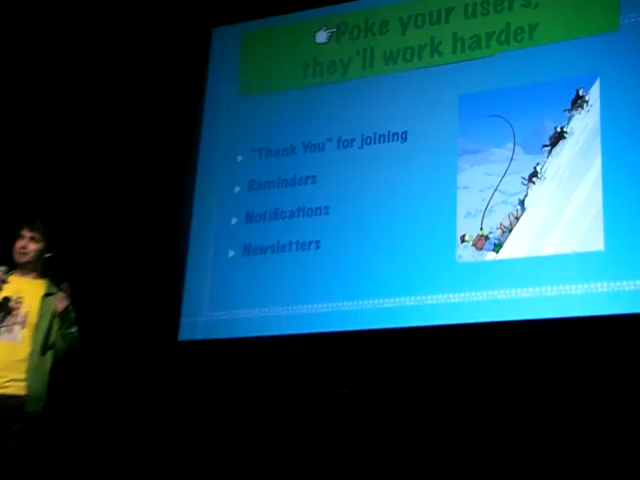 Poke your users,
they'll work harder
"Thank You" for joining
Reminders
Notifications
Newsletters